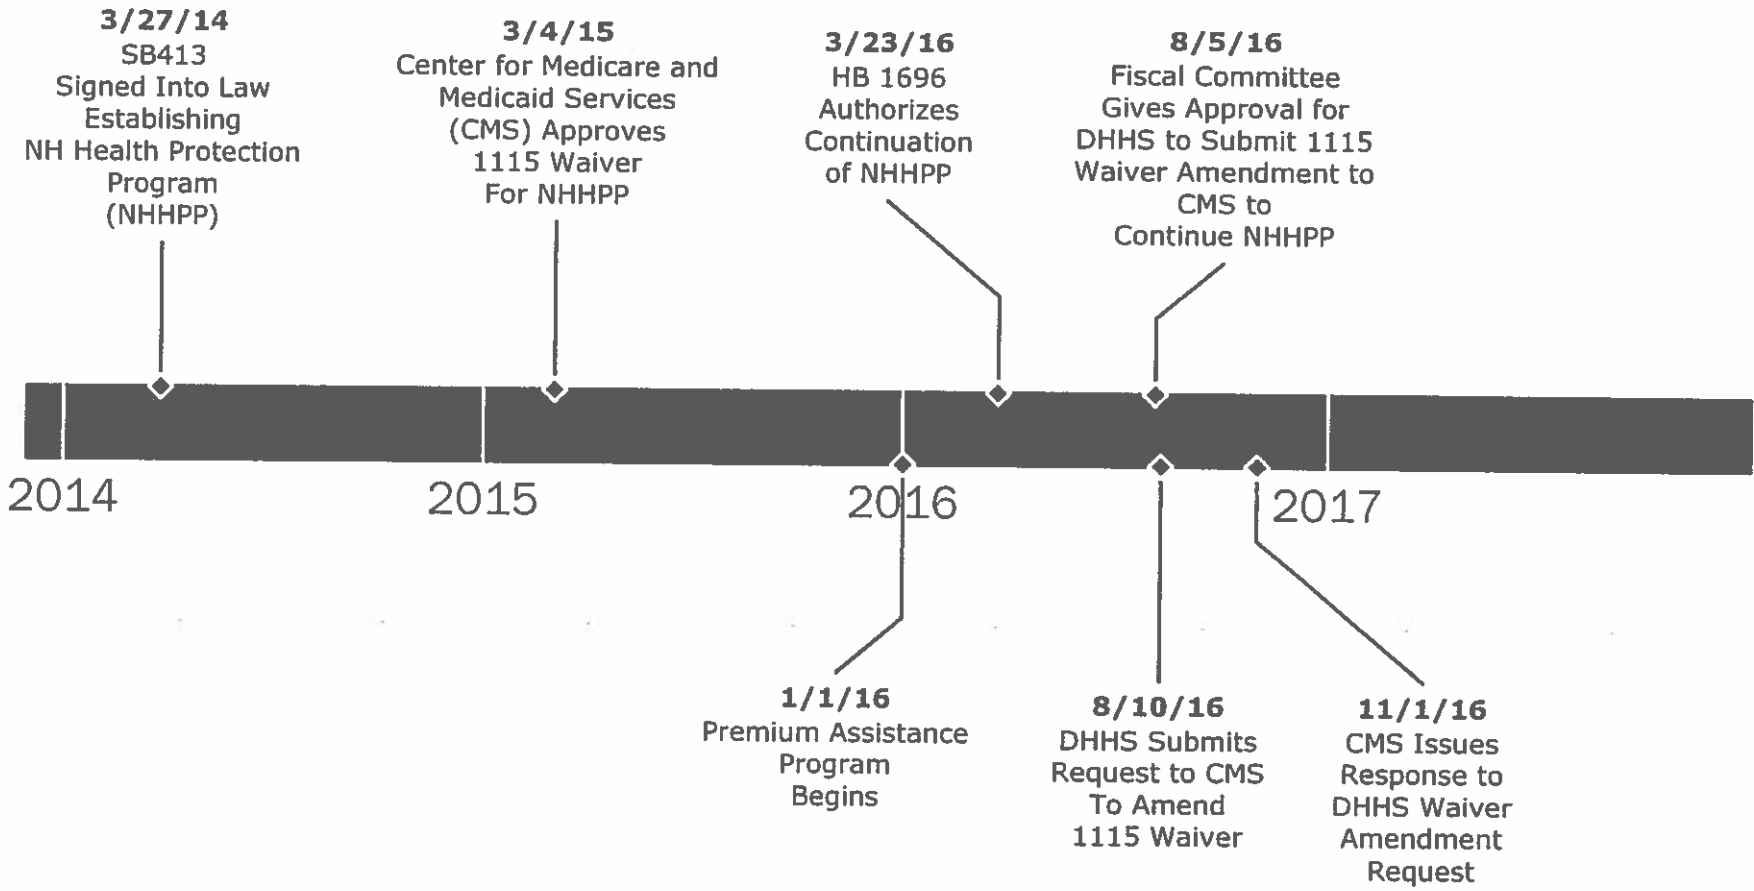 3/27/14
SB413
Signed Into Law
Establishing
NH Health Protection
Program
(NHHPP)
3/4/15
Center for Medicare and
Medicaid Services
(CMS) Approves
1115 Waiver
For NHHPP
3/23/16
HB 1696
Authorizes
Continuation
of NHHPP
8/5/16
Fiscal Committee
Gives Approval for
DHHS to Submit 1115
Waiver Amendment to
CMS to
Continue NHHPP
2014
2015
2016
2017
1/1/16
Premium Assistance
Program
Begins
8/10/16
DHHS Submits
Request to CMS
To Amend
1115 Waiver
11/1/16
CMS Issues
Response to
DHHS Waiver
Amendment
Request